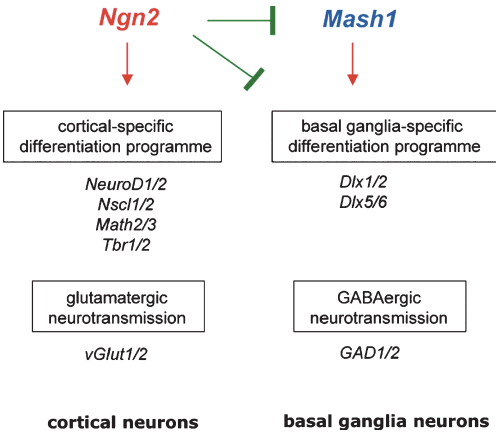 Ngn2
Mash1
cortical-specific
differentiation programme
basal ganglia-specific
differentiation programme
NeuroD1/2
Nscl1/2
Math2/3
Tbr1/2
Dlx1/2
Dlx5/6
glutamatergic
neurotransmission
GABAergic
neurotransmission
vGlut1/2
GAD1/2
cortical neurons
basal ganglia neurons